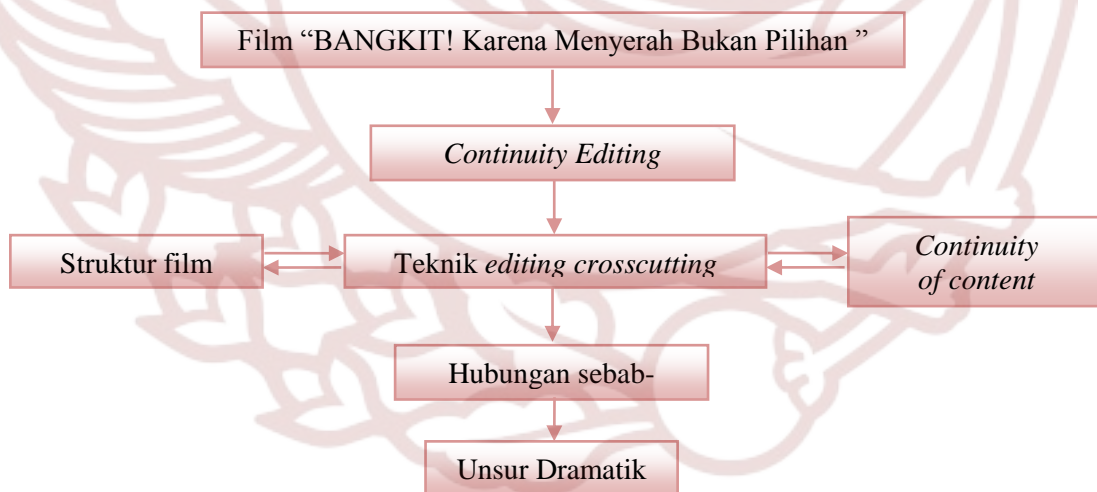 Film “BANGKIT! Karena Menyerah Bukan Pilihan ”
Continuity Editing
Struktur film
Teknik editing crosscutting
Continuity
of content
Hubungan sebab-
Unsur Dramatik